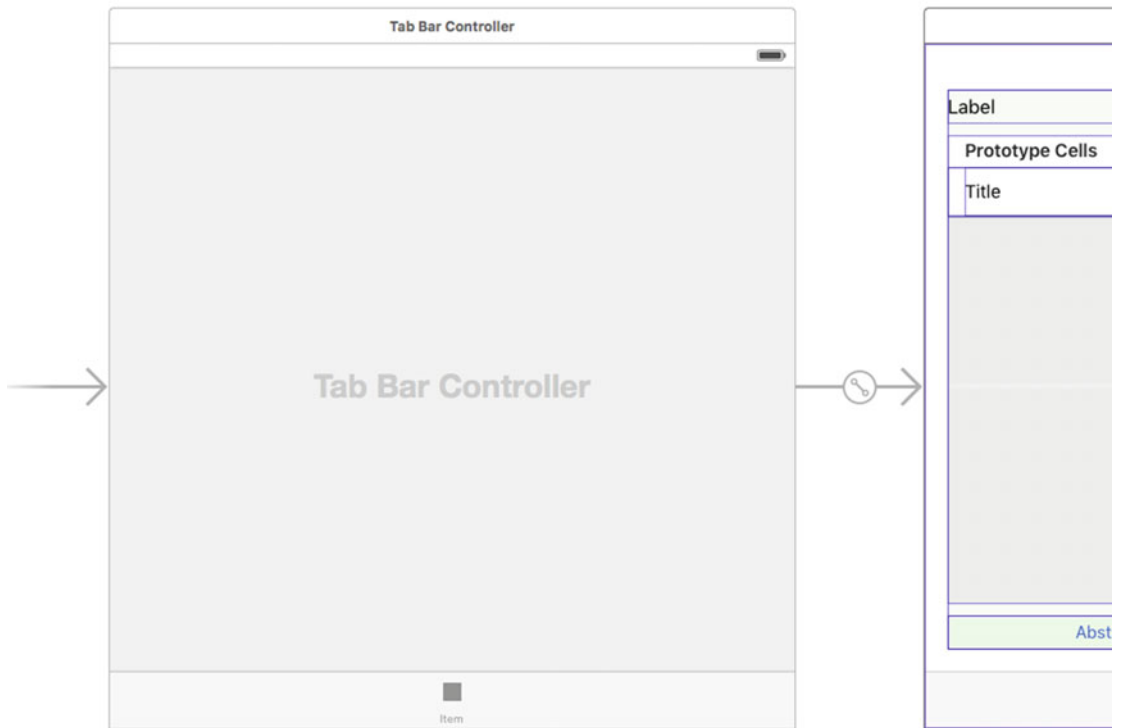 Tab Bar Controller
Tab Bar Controller
Item
Label
Prototype Cells
Title
Abst